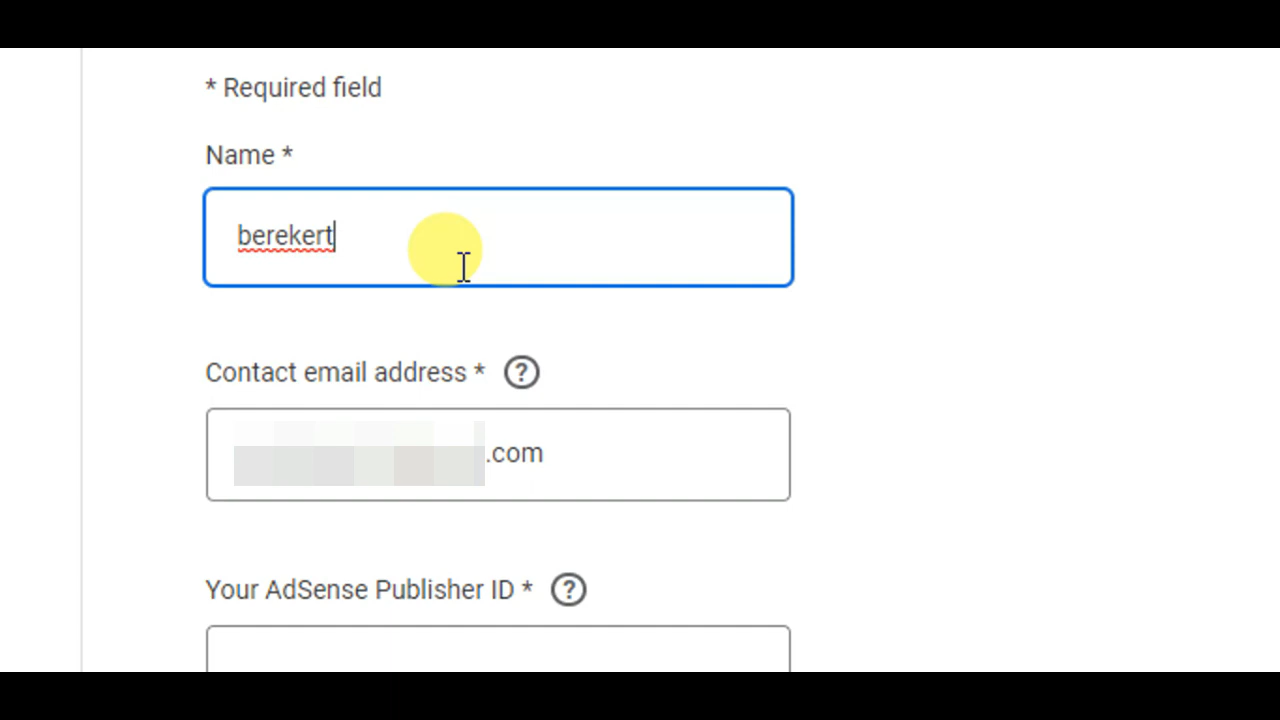 * Required field
Name *
berekert
Contact email address * ?
.com
Your AdSense Publisher ID * ?